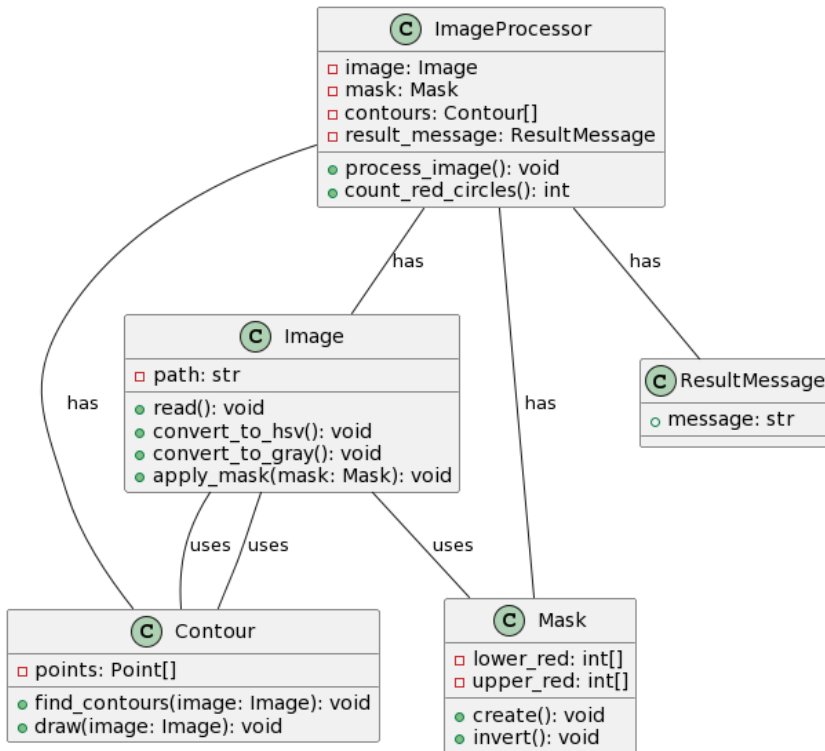 C ImageProcessor
image: Image
mask: Mask
contours: Contour[]
result_message: ResultMessage
process_image(): void
count_red_circles(): int
has
has
has
has
C Image
path: str
read(): void
convert_to_hsv(): void
convert_to_gray(): void
apply_mask(mask: Mask): void
C ResultMessage
message: str
uses
uses
uses
C Contour
points: Point[]
find_contours(image: Image): void
draw(image: Image): void
C Mask
lower_red: int[]
upper_red: int[]
create(): void
invert(): void